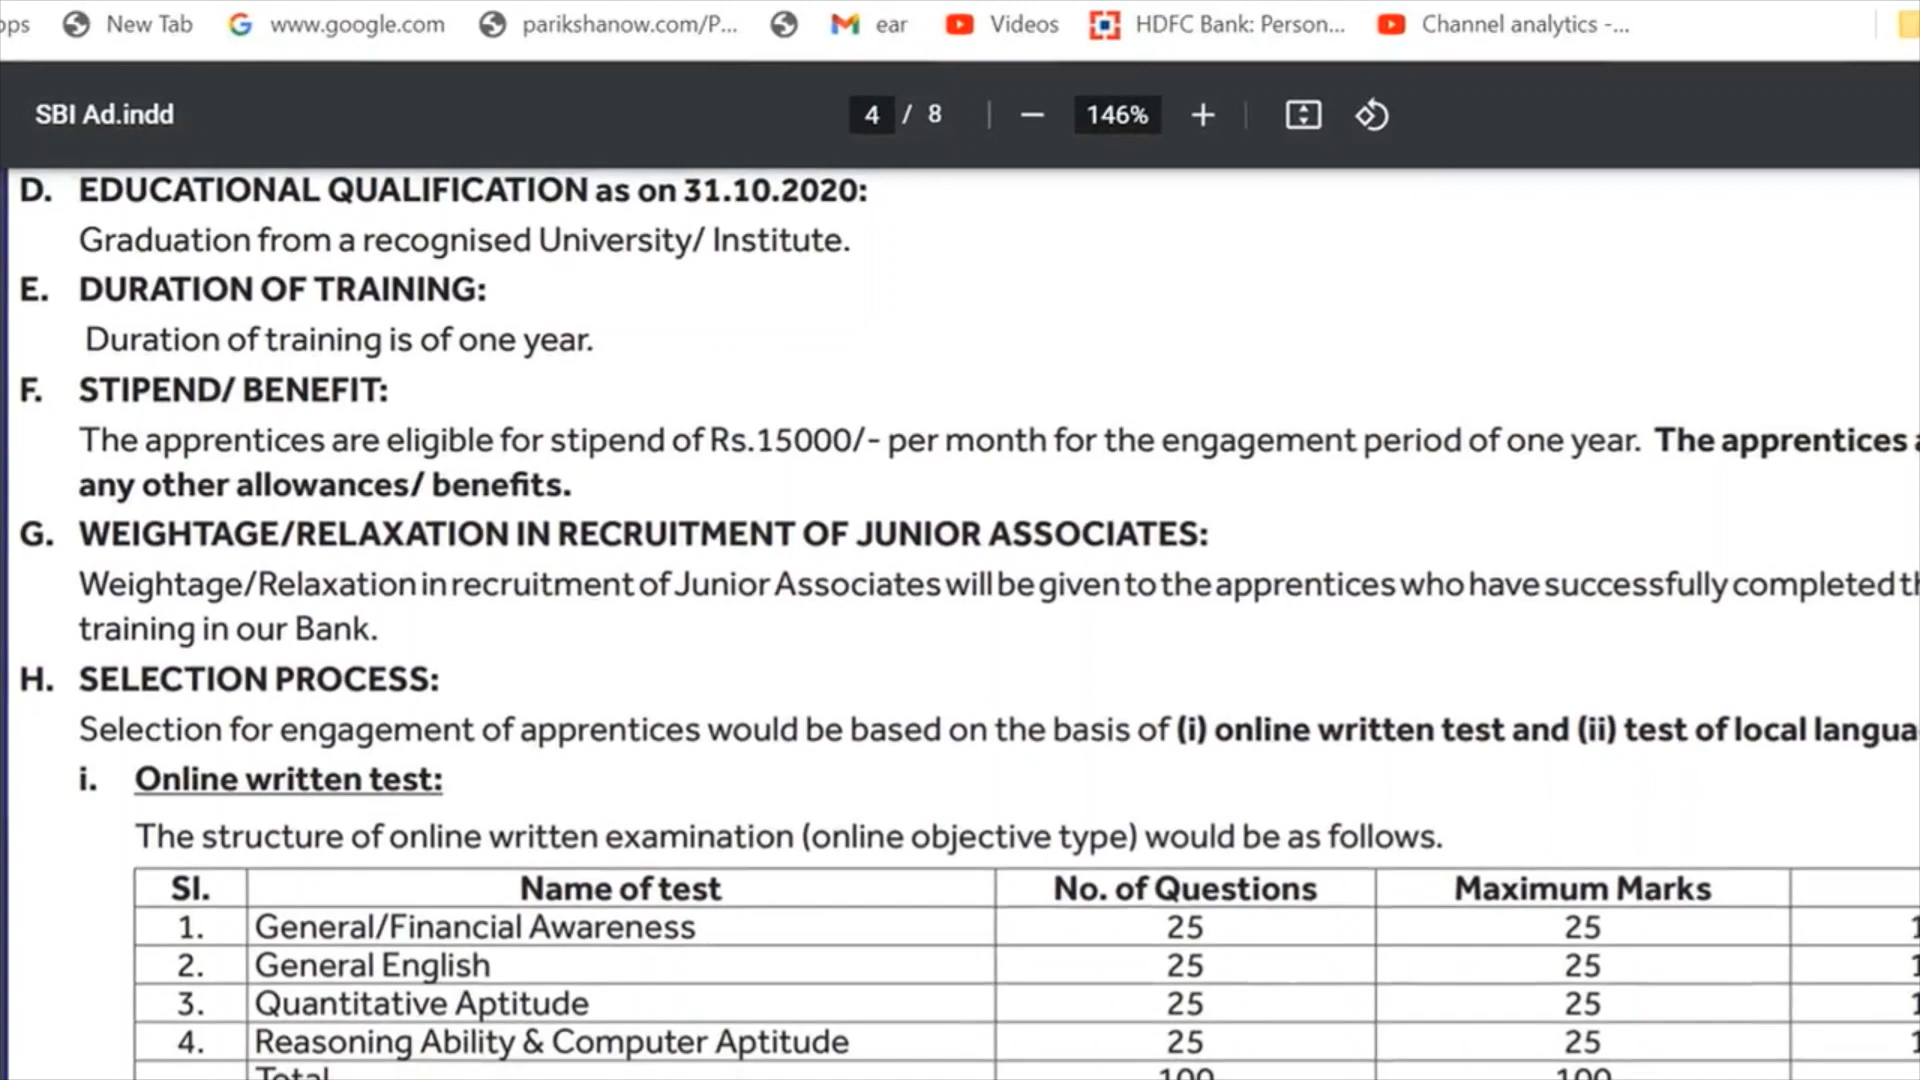 New Tab www.google.com parikshanow.com/P... ear Videos HDFC Bank: Person... Channel analytics -...
SBI Ad.indd 4 / 8 146%
D. EDUCATIONAL QUALIFICATION as on 31.10.2020:
Graduation from a recognised University/ Institute.
E. DURATION OF TRAINING:
Duration of training is of one year.
F. STIPEND/ BENEFIT:
The apprentices are eligible for stipend of Rs.15000/- per month for the engagement period of one year. The apprentices
any other allowances/ benefits.
G. WEIGHTAGE/RELAXATION IN RECRUITMENT OF JUNIOR ASSOCIATES:
Weightage/Relaxation in recruitment of Junior Associates will be given to the apprentices who have successfully completed
training in our Bank.
H. SELECTION PROCESS:
Selection for engagement of apprentices would be based on the basis of (i) online written test and (ii) test of local langua
i. Online written test:
The structure of online written examination (online objective type) would be as follows.
Sl. Name of test No. of Questions Maximum Marks
1. General/Financial Awareness 25 25
2. General English 25 25
3. Quantitative Aptitude 25 25
4. Reasoning Ability & Computer Aptitude 25 25
Total 100 100